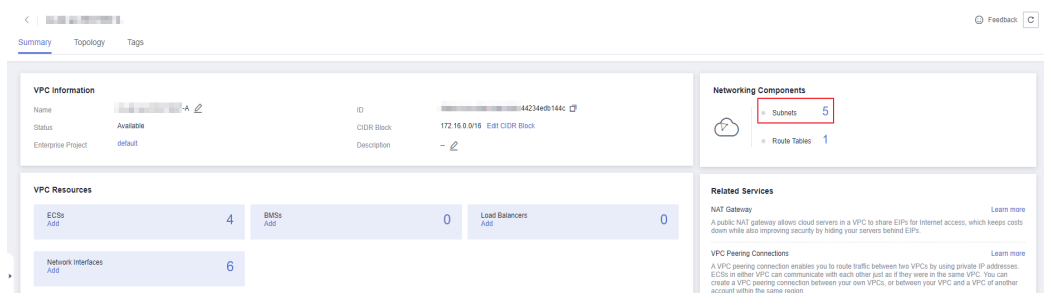 Feedback
Summary Topology Tags
VPC Information
Name -A
ID 44234edb144c
Status Available
CIDR Block 172.16.0.0/16 Edit CIDR Block
Enterprise Project default
Description --
Networking Components
Subnets 5
Route Tables 1
VPC Resources
ECSs 4
Add
BMSs 0
Add
Load Balancers 0
Add
Network Interfaces 6
Add
Related Services
NAT Gateway Learn more
A public NAT gateway allows cloud servers in a VPC to share EIPs for Internet access, which keeps costs
down while also improving security by hiding your servers behind EIPs.
VPC Peering Connections Learn more
A VPC peering connection enables you to route traffic between two VPCs by using private IP addresses.
ECSs in either VPC can communicate with each other just as if they were in the same VPC. You can
create a VPC peering connection between your own VPCs, or between your VPC and a VPC of another
account within the same region.